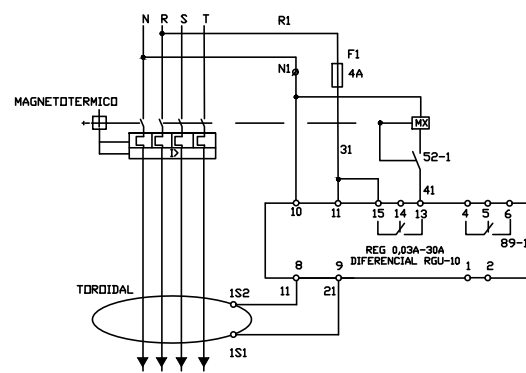 N R S T
R1
F1
4A
N1
MAGNETOTERMICO
MX
I>
31
52-1
41
10 11 15 14 13 4 5 6
89-1
REG 0,03A-30A
DIFERENCIAL RGU-10
8 9 1 2
11 21
TOROIDAL
1S2
1S1